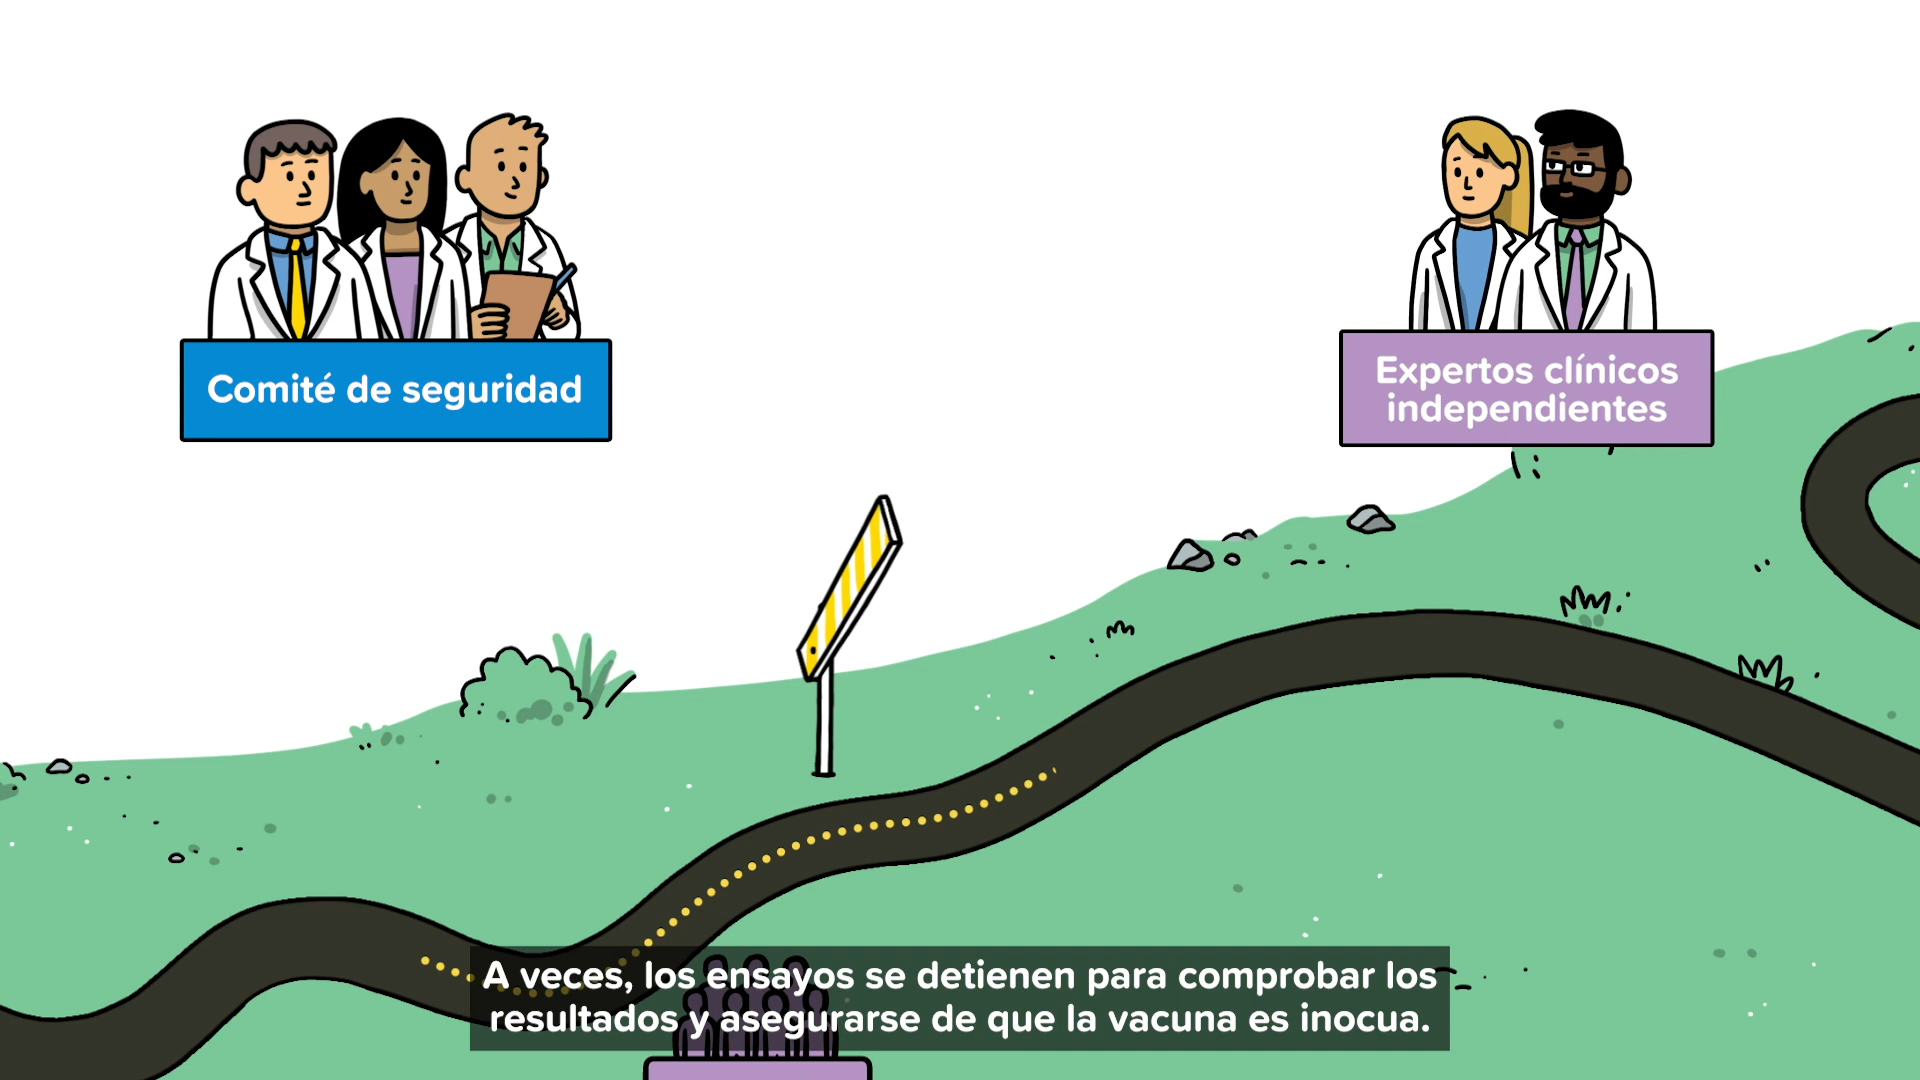 Comité de seguridad
Expertos clínicos
independientes
A veces, los ensayos se detienen para comprobar los
resultados y asegurarse de que la vacuna es inocua.